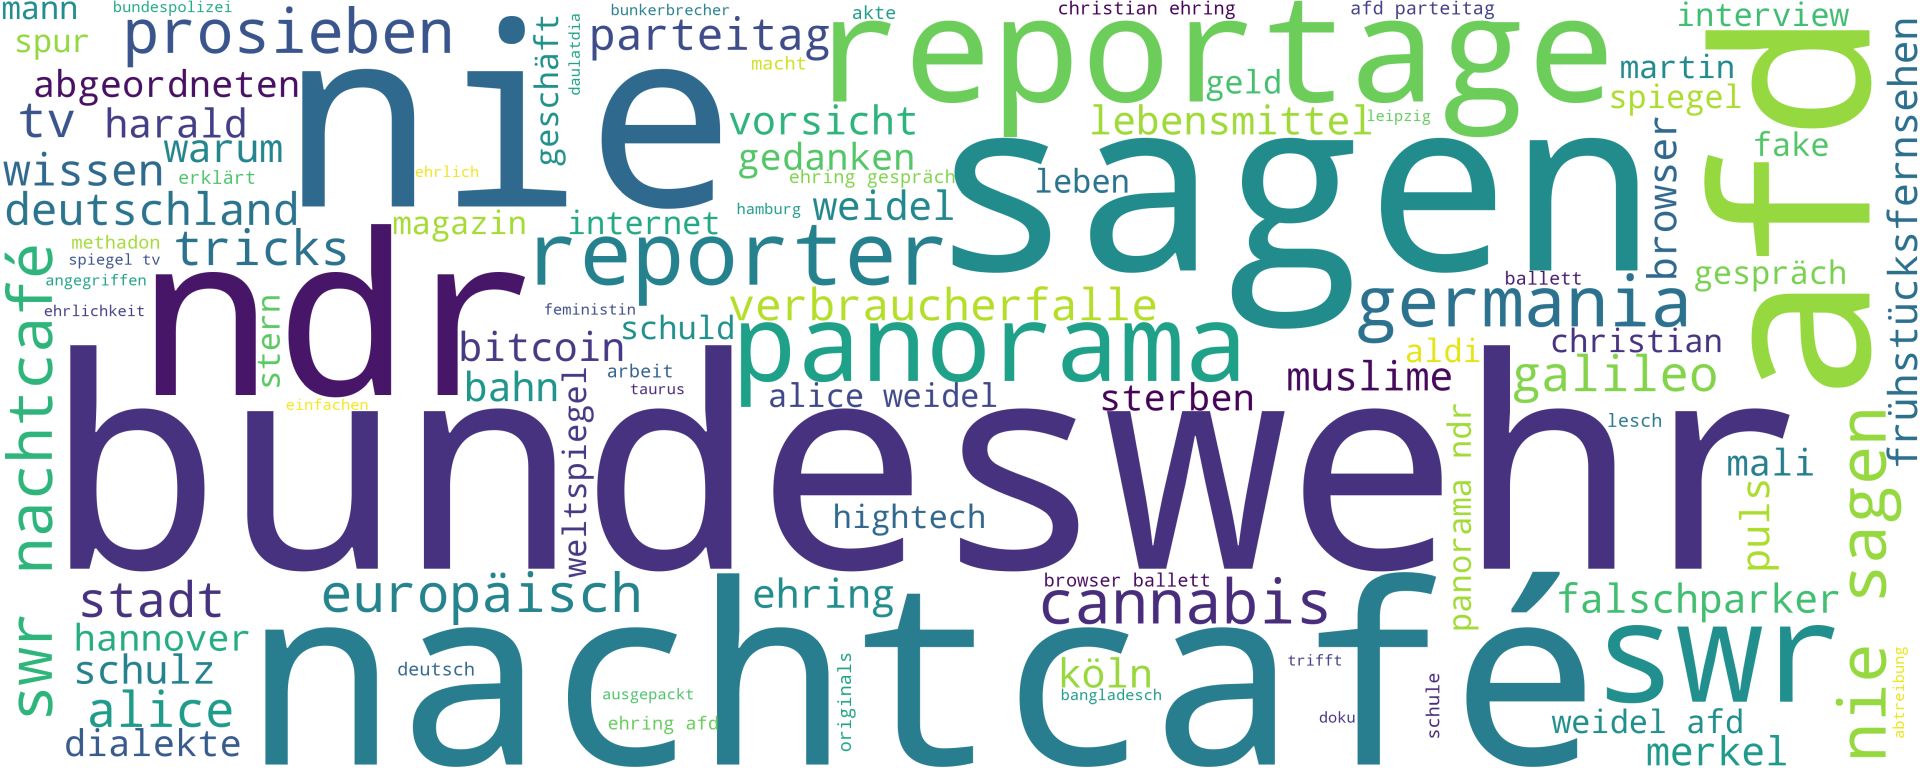 mann
bundespolizei
bunkerbrecher
christian ehring
afd parteitag
interview
akte
spur
prosieben
parteitag
reportage
afd
macht
geschäft
daulatdia
geld
martin
spiegel
abgeordneten
nie
tv
harald
vorsicht
lebensmittel
leipzig
frühstücksfernsehen
warum
gedanken
sagen
browser
fake
wissen
erklärt
ehrlich
ehring gespräch
leben
deutschland
magazin
internet
hamburg
weidel
methadon
tricks
reporter
spiegel tv
angegriffen
ndr
ballett
gespräch
ehrlichkeit
stern
feministin
verbraucherfalle
germania
schuld
panorama
bitcoin
christian
aldi
bahn
arbeit
taurus
alice weidel
sterben
muslime
galileo
einfachen
swr nachtcafé
bundeswehr
weltspiegel
panorama ndr
lesch
mali
hightech
puls
nie sagen
stadt
europäisch
ehring
browser ballett
cannabis
falschparker
hannover
nachtcafé
swr
schulz
deutsch
originals
köln
trifft
bangladesch
schule
abtreibung
alice
ausgepackt
ehring afd
doku
weidel afd
dialekte
merkel